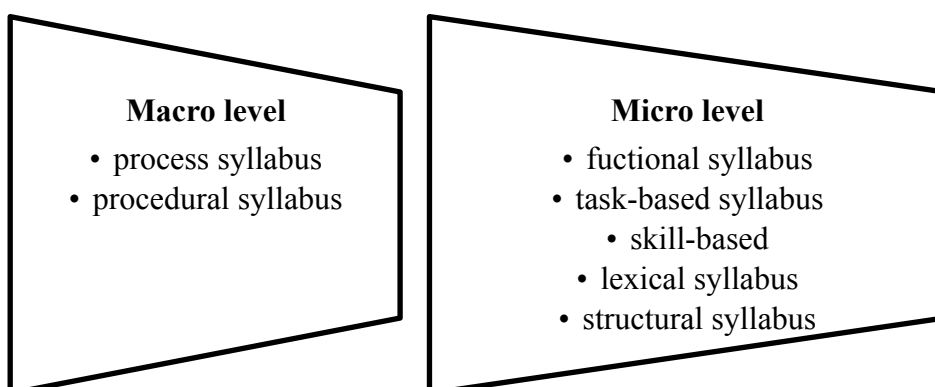 Macro level
• process syllabus
• procedural syllabus
Micro level
• fuctional syllabus
• task-based syllabus
• skill-based
• lexical syllabus
• structural syllabus